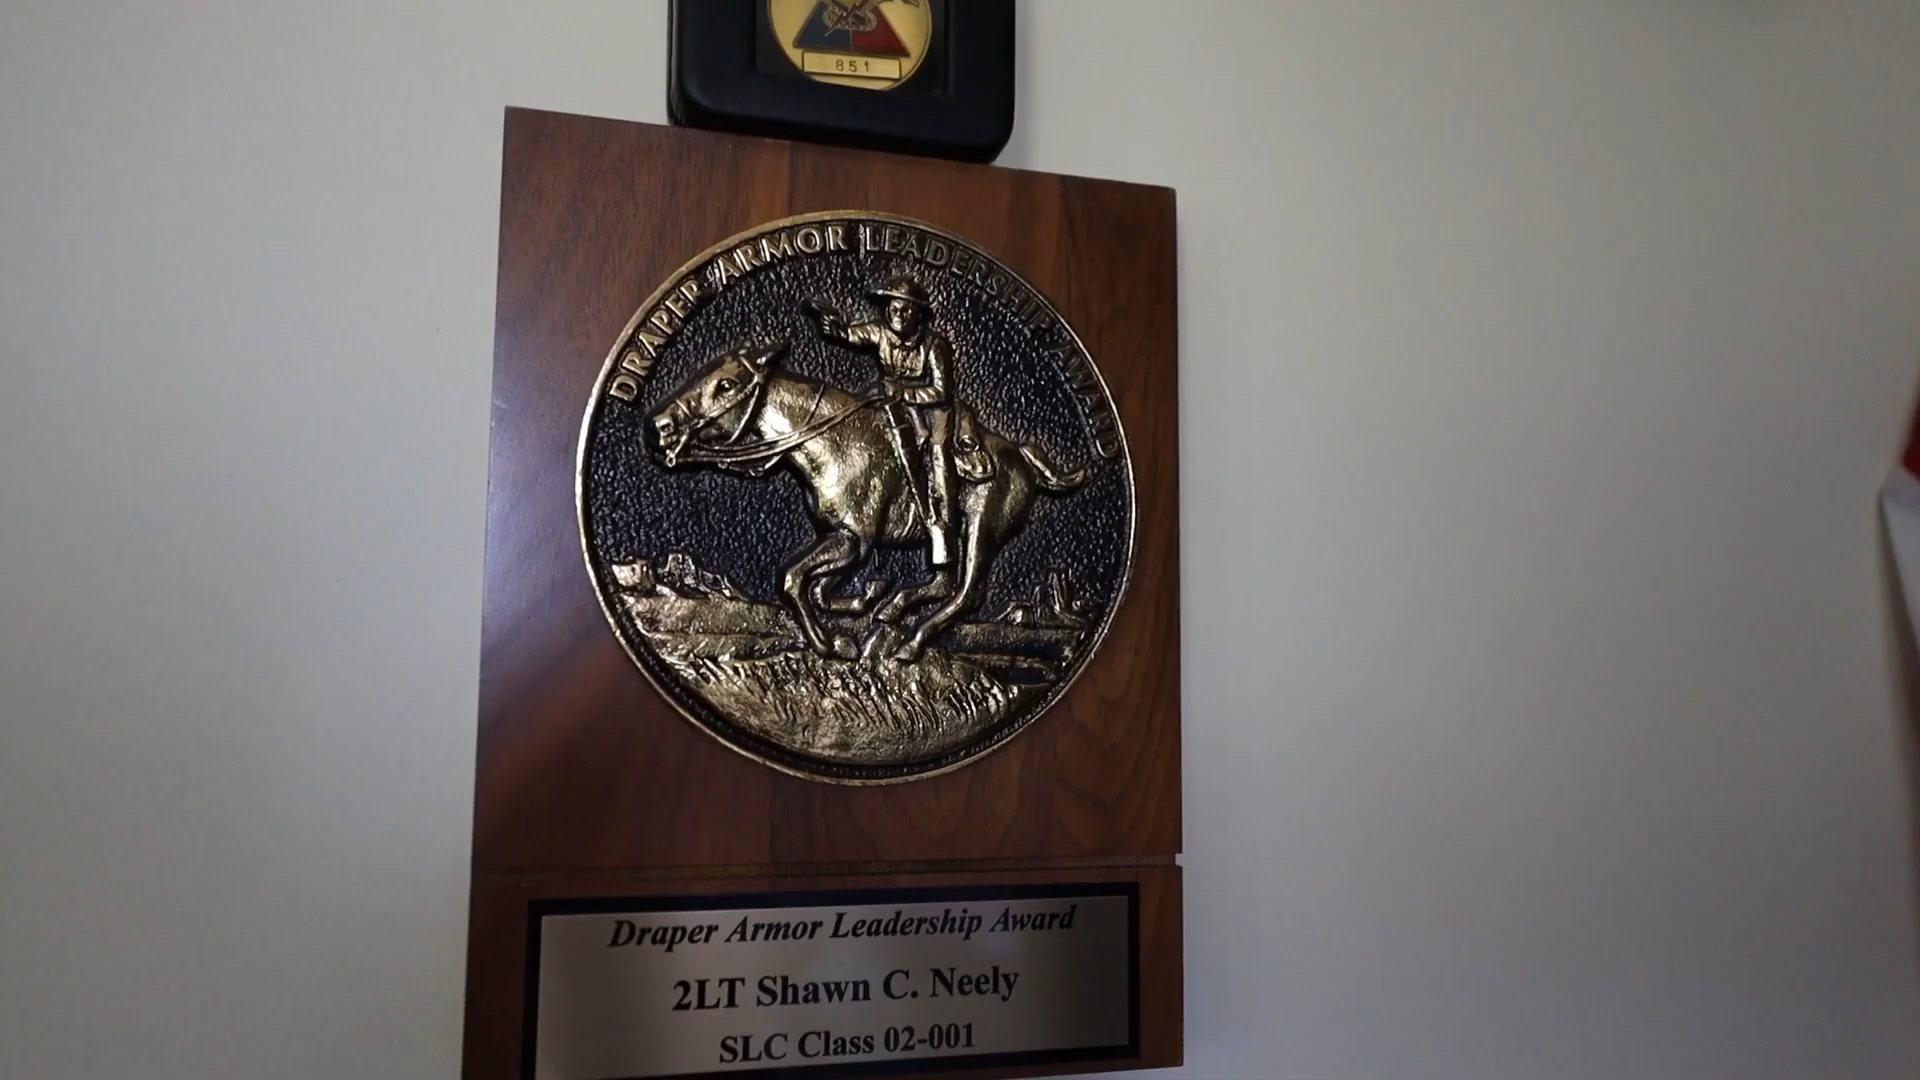 851
DRAPER ARMOR LEADERSHIP AWARD
Draper Armor Leadership Award
2LT Shawn C. Neely
SLC Class 02-001